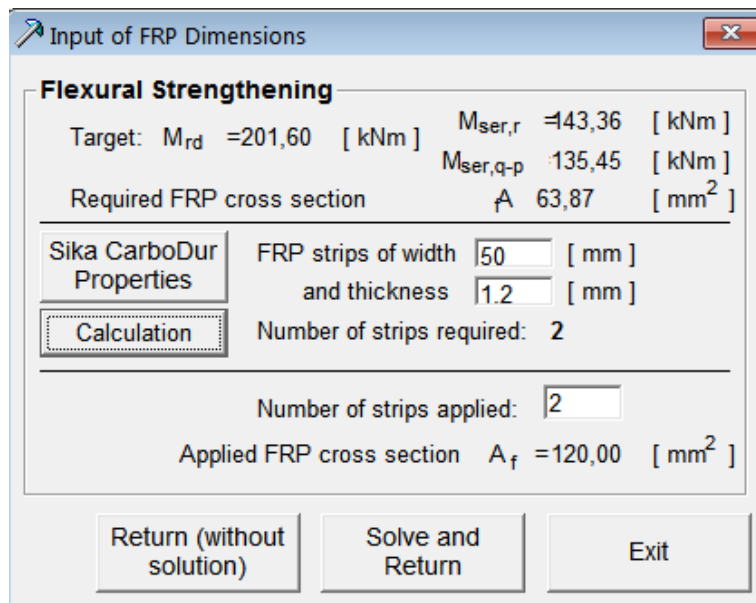 Input of FRP Dimensions
Flexural Strengthening
Target: Mrd =201,60 [ kNm ] Mser,r =143,36 [ kNm ]
Mser,q-p :135,45 [ kNm ]
Required FRP cross section Af 63,87 [ mm² ]
Sika CarboDur Properties
FRP strips of width 50 [ mm ]
and thickness 1.2 [ mm ]
Calculation
Number of strips required: 2
Number of strips applied: 2
Applied FRP cross section Af =120,00 [ mm² ]
Return (without solution)
Solve and Return
Exit